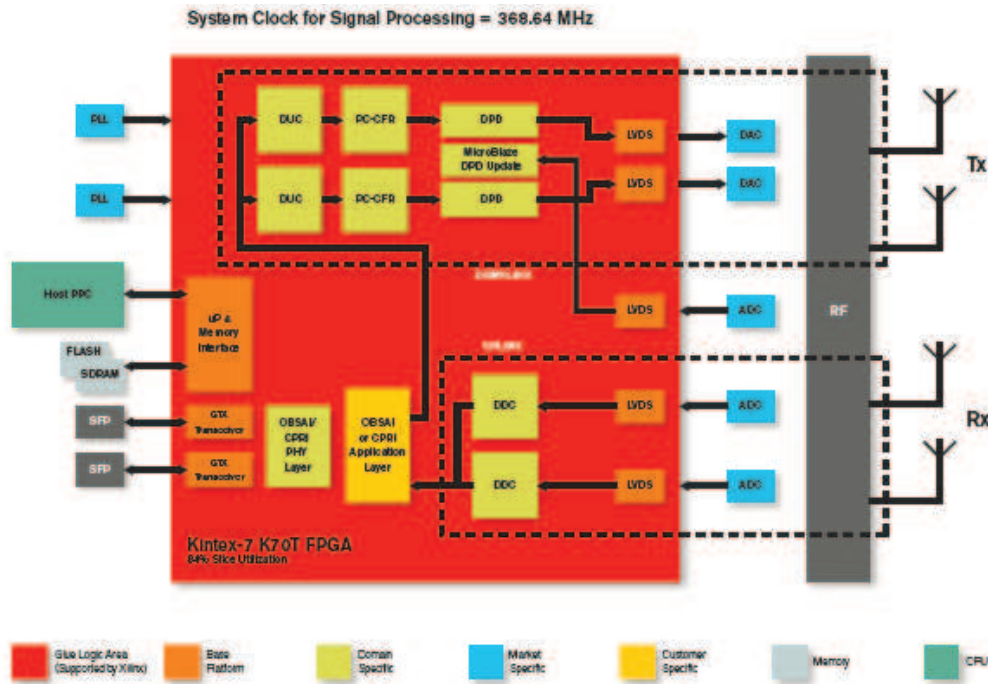 System Clock for Signal Processing = 368.64 MHz
PLL
DUC
PC-CFR
DPD
LVDS
DAC
MicroBlaze
DPD Update
PLL
DUC
PC-CFR
DPD
LVDS
DAC
Tx
Host PPC
µP &
Memory
Interface
LVDS
ADC
RF
FLASH
SDRAM
SFP
GTX
Transceiver
OBSAI/
CPRI
PHY
Layer
OBSAI
or CPRI
Application
Layer
DDC
LVDS
ADC
Rx
SFP
GTX
Transceiver
DDC
LVDS
ADC
Kintex-7 K70T FPGA
84% Slice Utilization
Glue Logic Area
(Supported by Xilinx)
Base
Platform
Domain
Specific
Market
Specific
Customer
Specific
Memory
CPU